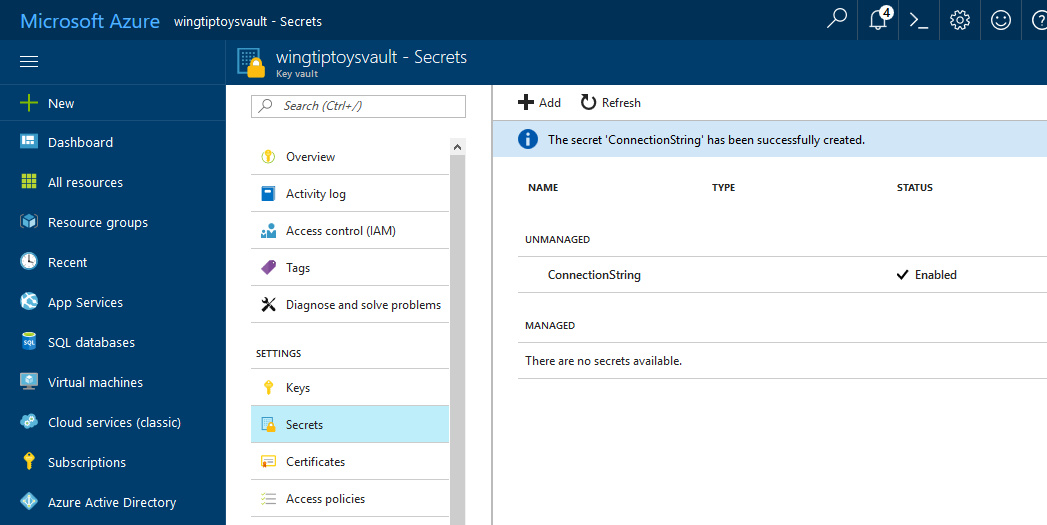 Microsoft Azure wingtiptoysvault - Secrets
4
wingtiptoysvault - Secrets
Key vault
New
Dashboard
All resources
Resource groups
Recent
App Services
SQL databases
Virtual machines
Cloud services (classic)
Subscriptions
Azure Active Directory
Search (Ctrl+/)
Overview
Activity log
Access control (IAM)
Tags
Diagnose and solve problems
SETTINGS
Keys
Secrets
Certificates
Access policies
Add Refresh
The secret 'ConnectionString' has been successfully created.
NAME TYPE STATUS
UNMANAGED
ConnectionString Enabled
MANAGED
There are no secrets available.